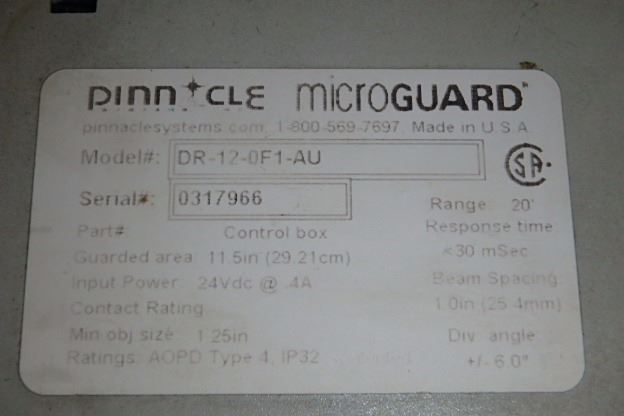 PINNACLE microGUARD
pinnaclesystems.com, 1-800-569-7697, Made in U.S.A.
Model#: DR-12-0F1-AU
SA
Serial#: 0317966
Range: 20'
Part#: Control box
Response time:
Guarded area: 11.5in (29.21cm)
<30 mSec
Input Power: 24Vdc @ .4A
Beam Spacing:
Contact Rating:
1.0in (25.4mm)
Min obj size: 1.25in
Div. angle:
Ratings: AOPD Type 4, IP32
+/- 6.0°